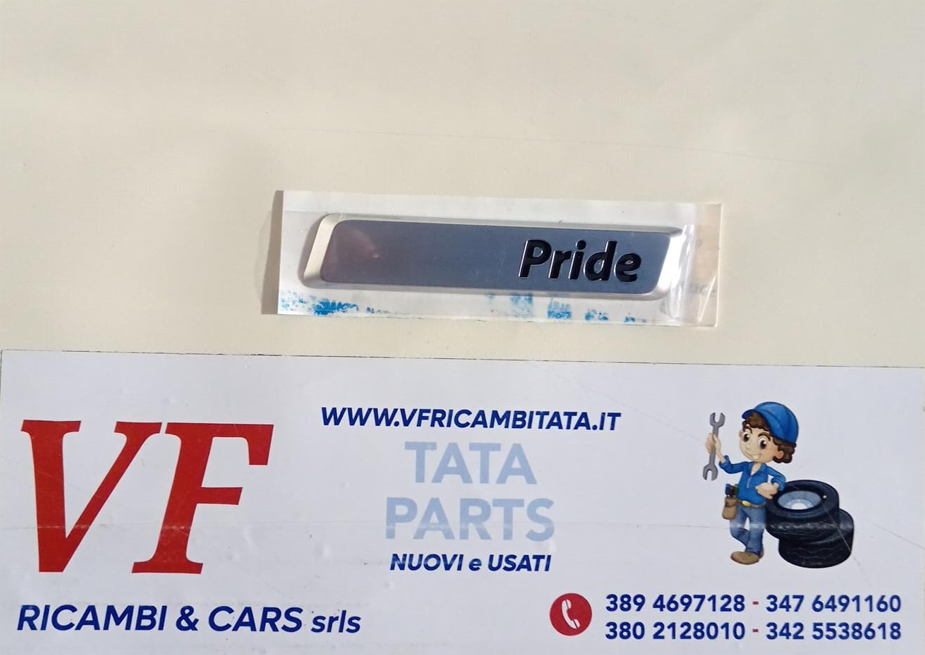 Pride
VF
RICAMBI & CARS srls
WWW.VFRICAMBITATA.IT
TATA
PARTS
NUOVI e USATI
389 4697128 - 347 6491160
380 2128010 - 342 5538618